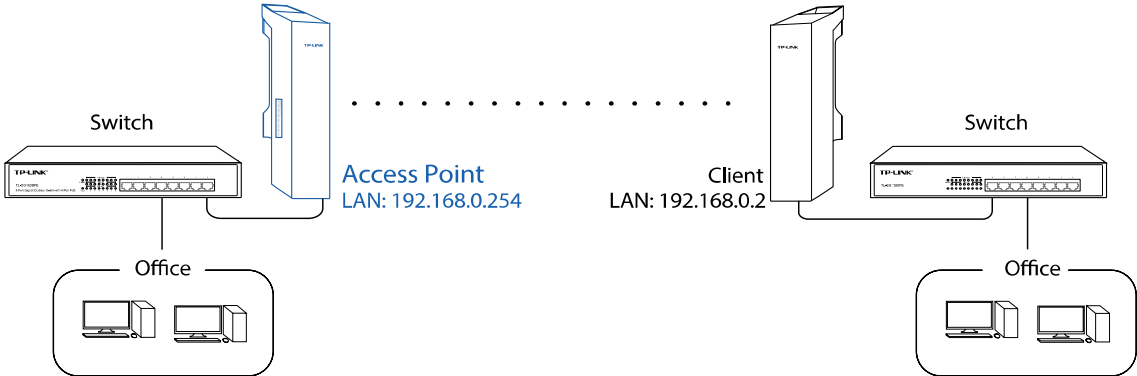 TP-LINK
TP-LINK
Switch
Switch
TP-LINK
TP-LINK
Access Point
LAN: 192.168.0.254
Client
LAN: 192.168.0.2
Office
Office